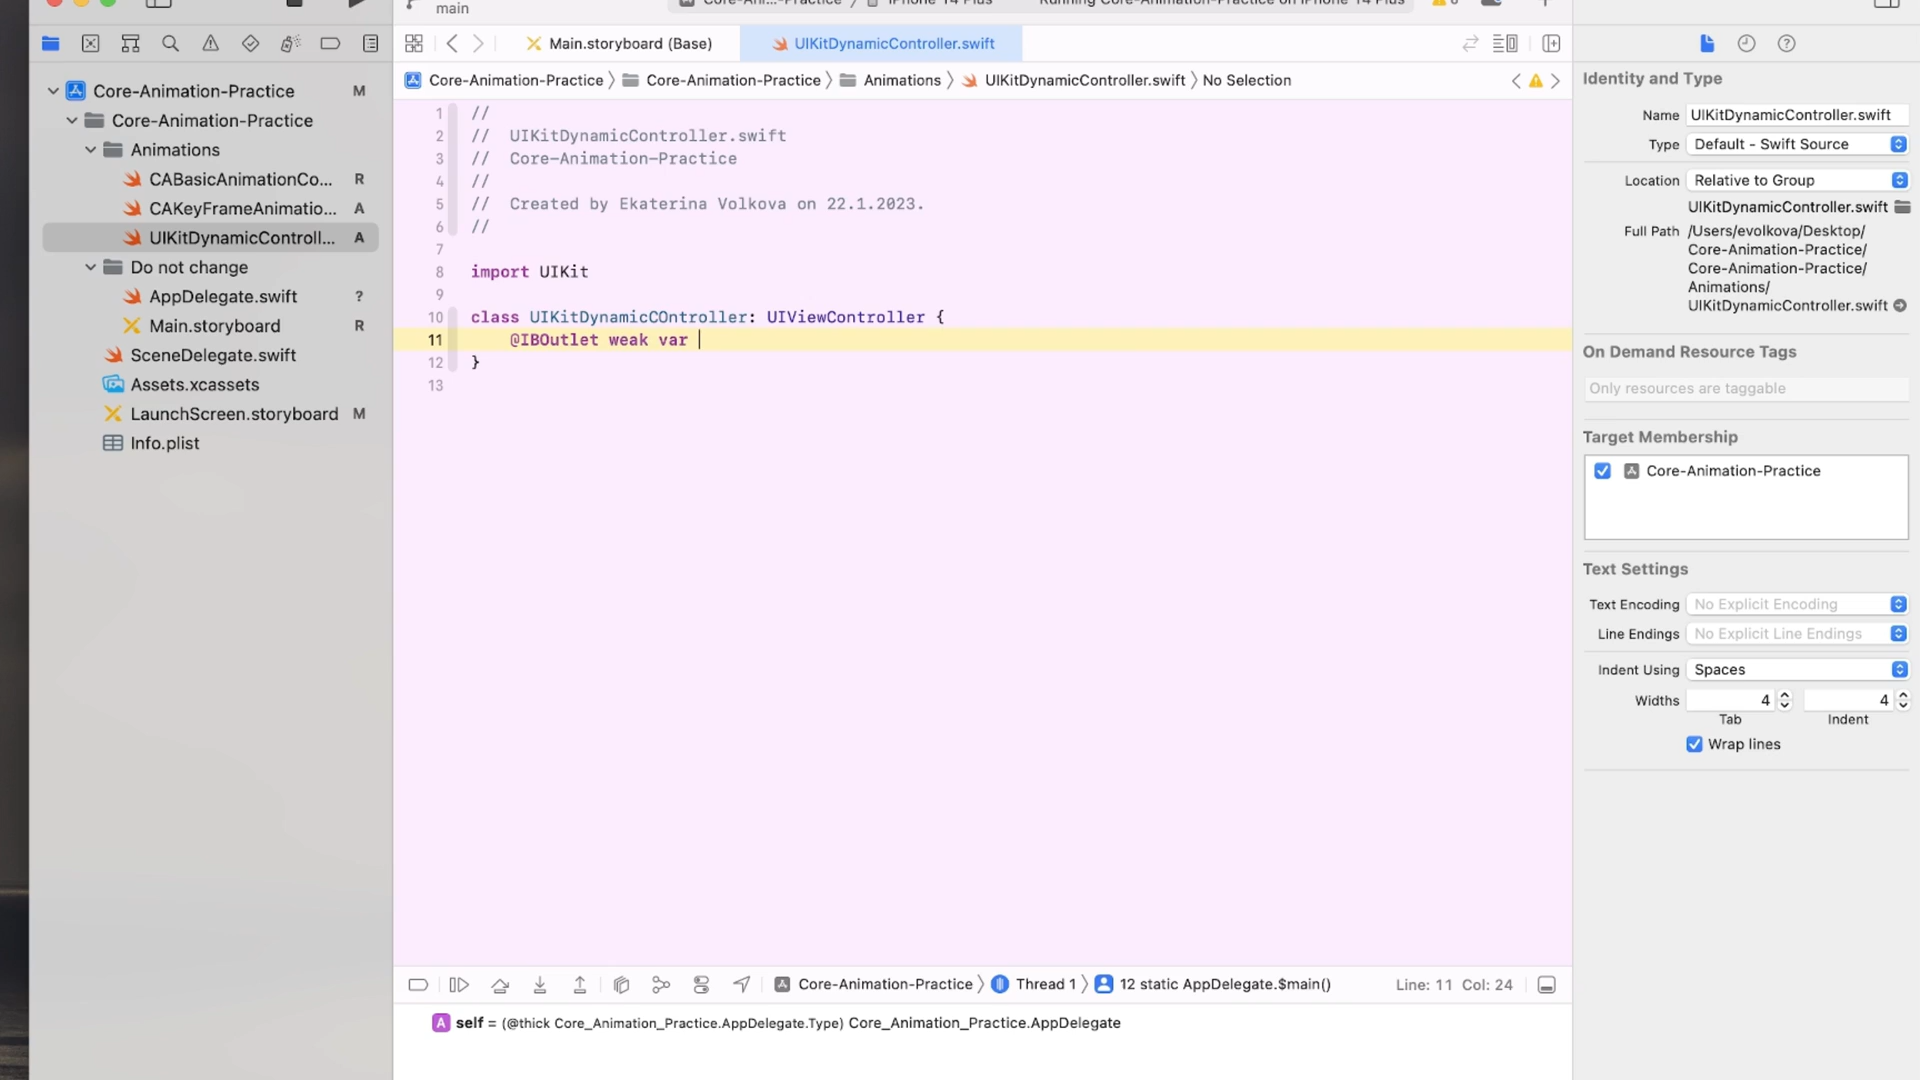 main
Running Core-Animation-Practice on iPhone 14 Plus
Main.storyboard (Base)
UIKitDynamicController.swift
Core-Animation-Practice
Core-Animation-Practice
Animations
UIKitDynamicController.swift
No Selection
Core-Animation-Practice M
Core-Animation-Practice
Animations
CABasicAnimationCo... R
CAKeyFrameAnimatio... A
UIKitDynamicControll... A
Do not change
AppDelegate.swift ?
Main.storyboard R
SceneDelegate.swift
Assets.xcassets
LaunchScreen.storyboard M
Info.plist
1 //
2 // UIKitDynamicController.swift
3 // Core-Animation-Practice
4 //
5 // Created by Ekaterina Volkova on 22.1.2023.
6 //
7
8 import UIKit
9
10 class UIKitDynamicCOntroller: UIViewController {
11 @IBOutlet weak var
12 }
13
Core-Animation-Practice
Thread 1
12 static AppDelegate.$main()
Line: 11 Col: 24
A self = (@thick Core_Animation_Practice.AppDelegate.Type) Core_Animation_Practice.AppDelegate
Identity and Type
Name UIKitDynamicController.swift
Type Default - Swift Source
Location Relative to Group
UIKitDynamicController.swift
Full Path /Users/evolkova/Desktop/
Core-Animation-Practice/
Core-Animation-Practice/
Animations/
UIKitDynamicController.swift
On Demand Resource Tags
Only resources are taggable
Target Membership
Core-Animation-Practice
Text Settings
Text Encoding No Explicit Encoding
Line Endings No Explicit Line Endings
Indent Using Spaces
Widths 4 4
Tab Indent
Wrap lines